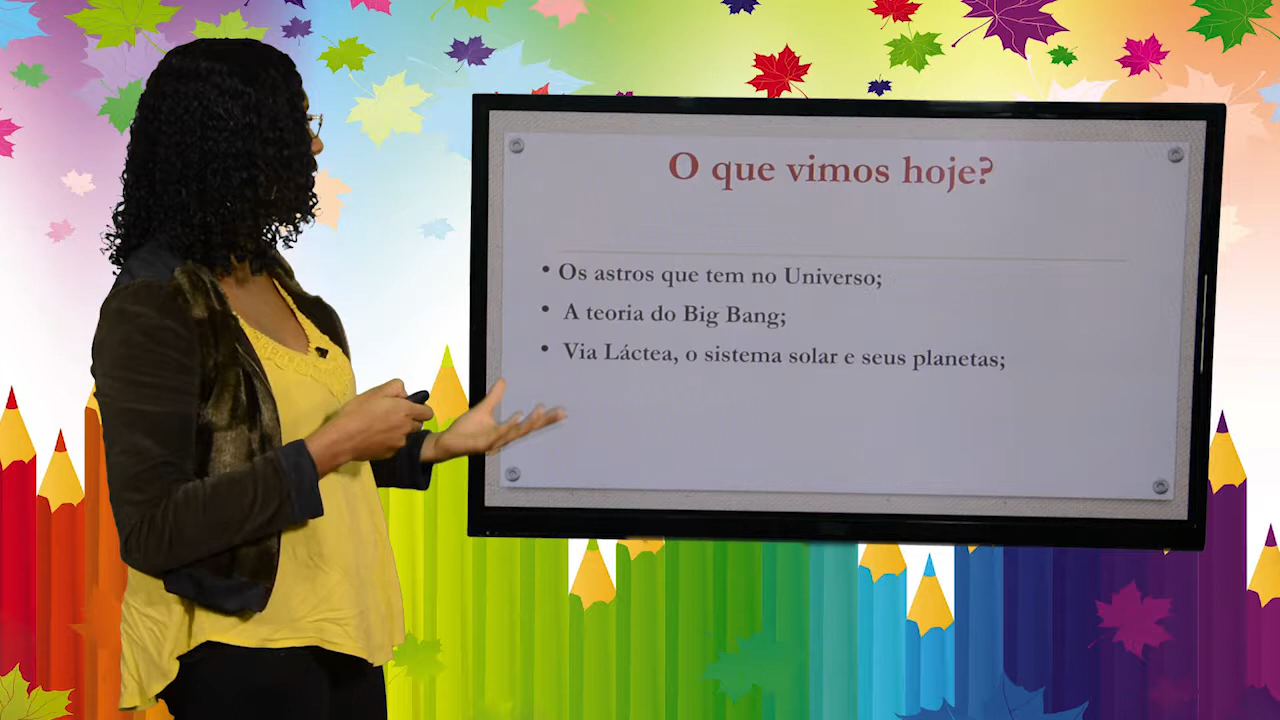 O que vimos hoje?
• Os astros que tem no Universo;
• A teoria do Big Bang;
• Via Láctea, o sistema solar e seus planetas;